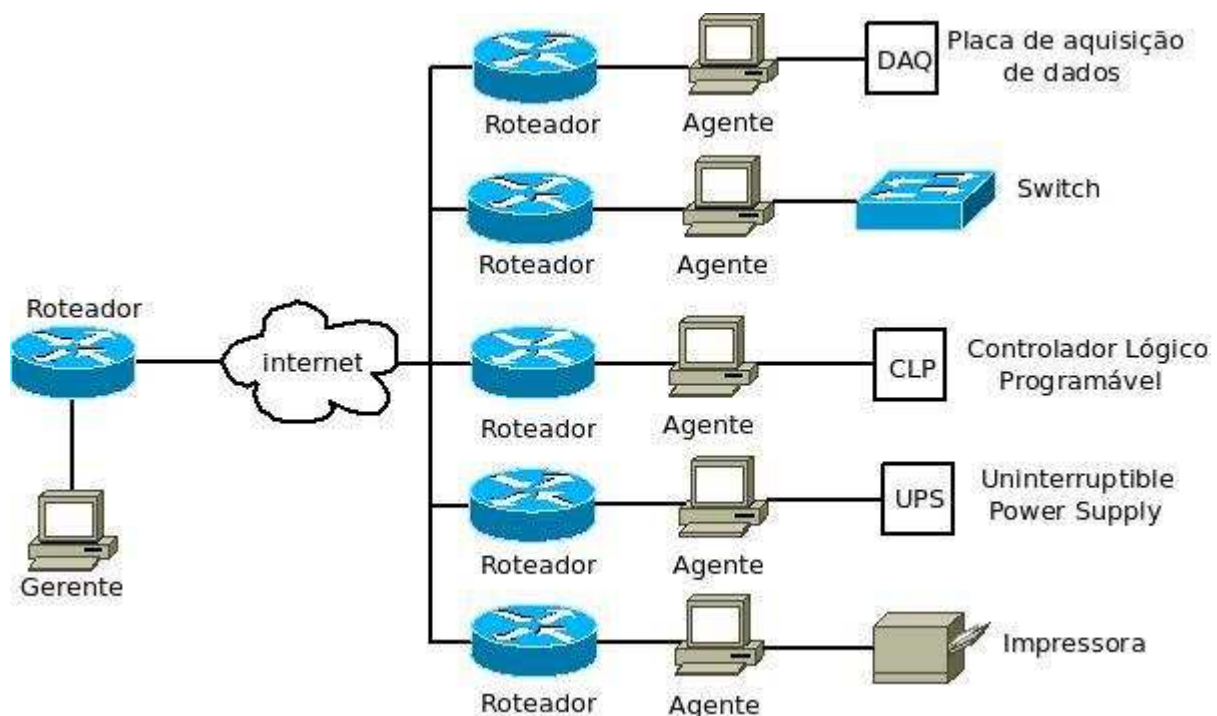 DAQ
Placa de aquisição
de dados
Roteador
Agente
Switch
Roteador
Agente
Roteador
internet
CLP
Controlador Lógico
Programável
Roteador
Agente
Gerente
UPS
Uninterruptible
Power Supply
Roteador
Agente
Impressora
Roteador
Agente